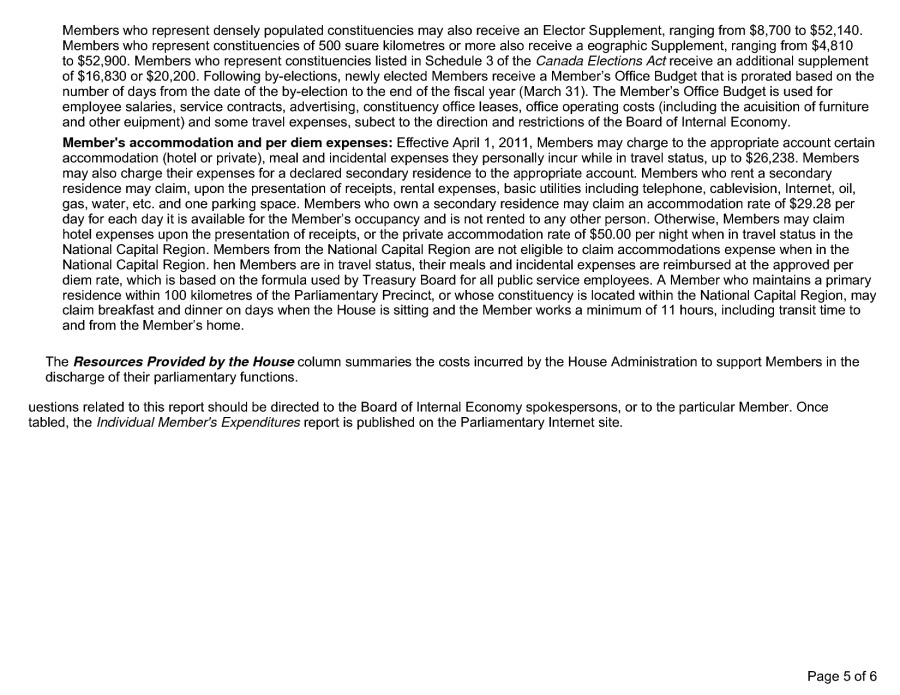 Members who represent densely populated constituencies may also receive an Elector Supplement, ranging from $8,700 to $52,140.
Members who represent constituencies of 500 suare kilometres or more also receive a eographic Supplement, ranging from $4,810
to $52,900. Members who represent constituencies listed in Schedule 3 of the Canada Elections Act receive an additional supplement
of $16,830 or $20,200. Following by-elections, newly elected Members receive a Member's Office Budget that is prorated based on the
number of days from the date of the by-election to the end of the fiscal year (March 31). The Member's Office Budget is used for
employee salaries, service contracts, advertising, constituency office leases, office operating costs (including the acuisition of furniture
and other euipment) and some travel expenses, subect to the direction and restrictions of the Board of Internal Economy.
Member's accommodation and per diem expenses: Effective April 1, 2011, Members may charge to the appropriate account certain
accommodation (hotel or private), meal and incidental expenses they personally incur while in travel status, up to $26,238. Members
may also charge their expenses for a declared secondary residence to the appropriate account. Members who rent a secondary
residence may claim, upon the presentation of receipts, rental expenses, basic utilities including telephone, cablevision, Internet, oil,
gas, water, etc. and one parking space. Members who own a secondary residence may claim an accommodation rate of $29.28 per
day for each day it is available for the Member's occupancy and is not rented to any other person. Otherwise, Members may claim
hotel expenses upon the presentation of receipts, or the private accommodation rate of $50.00 per night when in travel status in the
National Capital Region. Members from the National Capital Region are not eligible to claim accommodations expense when in the
National Capital Region. hen Members are in travel status, their meals and incidental expenses are reimbursed at the approved per
diem rate, which is based on the formula used by Treasury Board for all public service employees. A Member who maintains a primary
residence within 100 kilometres of the Parliamentary Precinct, or whose constituency is located within the National Capital Region, may
claim breakfast and dinner on days when the House is sitting and the Member works a minimum of 11 hours, including transit time to
and from the Member's home.
The Resources Provided by the House column summaries the costs incurred by the House Administration to support Members in the
discharge of their parliamentary functions.
uestions related to this report should be directed to the Board of Internal Economy spokespersons, or to the particular Member. Once
tabled, the Individual Member's Expenditures report is published on the Parliamentary Internet site.
Page 5 of 6